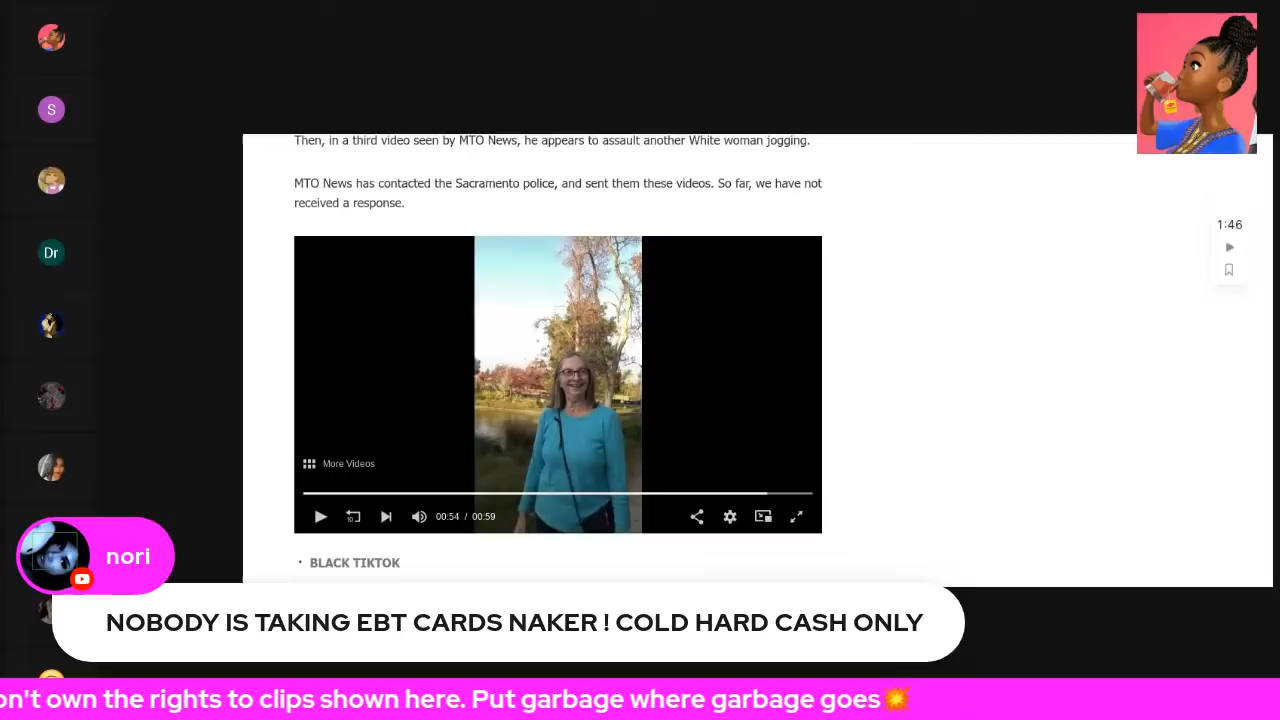 Then, in a third video seen by MTO News, he appears to assault another White woman jogging.
MTO News has contacted the Sacramento police, and sent them these videos. So far, we have not
received a response.
1:46
S
Dr
More Videos
10
00:54 / 00:59
• BLACK TIKTOK
nori
NOBODY IS TAKING EBT CARDS NAKER ! COLD HARD CASH ONLY
on't own the rights to clips shown here. Put garbage where garbage goes💥